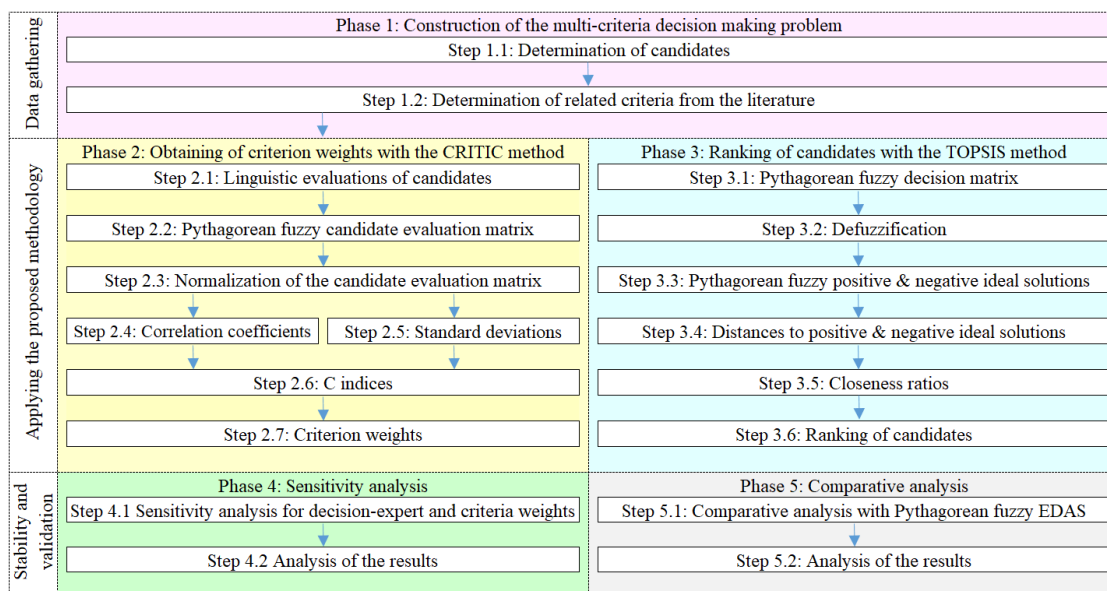 Data gathering
Phase 1: Construction of the multi-criteria decision making problem
Step 1.1: Determination of candidates
Step 1.2: Determination of related criteria from the literature
Applying the proposed methodology
Phase 2: Obtaining of criterion weights with the CRITIC method
Step 2.1: Linguistic evaluations of candidates
Step 2.2: Pythagorean fuzzy candidate evaluation matrix
Step 2.3: Normalization of the candidate evaluation matrix
Step 2.4: Correlation coefficients
Step 2.5: Standard deviations
Step 2.6: C indices
Step 2.7: Criterion weights
Phase 3: Ranking of candidates with the TOPSIS method
Step 3.1: Pythagorean fuzzy decision matrix
Step 3.2: Defuzzification
Step 3.3: Pythagorean fuzzy positive & negative ideal solutions
Step 3.4: Distances to positive & negative ideal solutions
Step 3.5: Closeness ratios
Step 3.6: Ranking of candidates
Stability and
validation
Phase 4: Sensitivity analysis
Step 4.1 Sensitivity analysis for decision-expert and criteria weights
Step 4.2 Analysis of the results
Phase 5: Comparative analysis
Step 5.1: Comparative analysis with Pythagorean fuzzy EDAS
Step 5.2: Analysis of the results